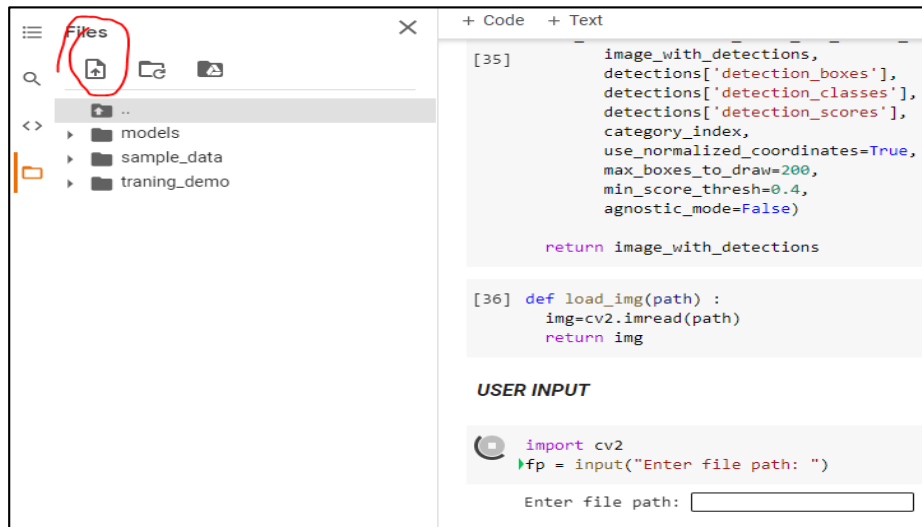 Files
..
models
sample_data
traning_demo
+ Code + Text
[35]
image_with_detections,
detections['detection_boxes'],
detections['detection_classes'],
detections['detection_scores'],
category_index,
use_normalized_coordinates=True,
max_boxes_to_draw=200,
min_score_thresh=0.4,
agnostic_mode=False)
return image_with_detections
[36] def load_img(path) :
img=cv2.imread(path)
return img
USER INPUT
import cv2
fp = input("Enter file path: ")
Enter file path: